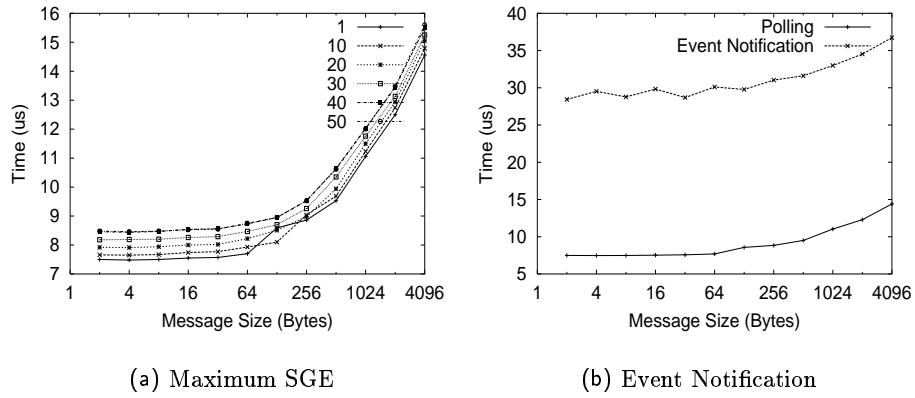 16
15
14
13
12
11
10
9
8
7
Time (us)
1
10
20
30
40
50
1 4 16 64 256 1024 4096
Message Size (Bytes)
(a) Maximum SGE
40
35
30
25
20
15
10
5
Time (us)
Polling
Event Notification
1 4 16 64 256 1024 4096
Message Size (Bytes)
(b) Event Notification